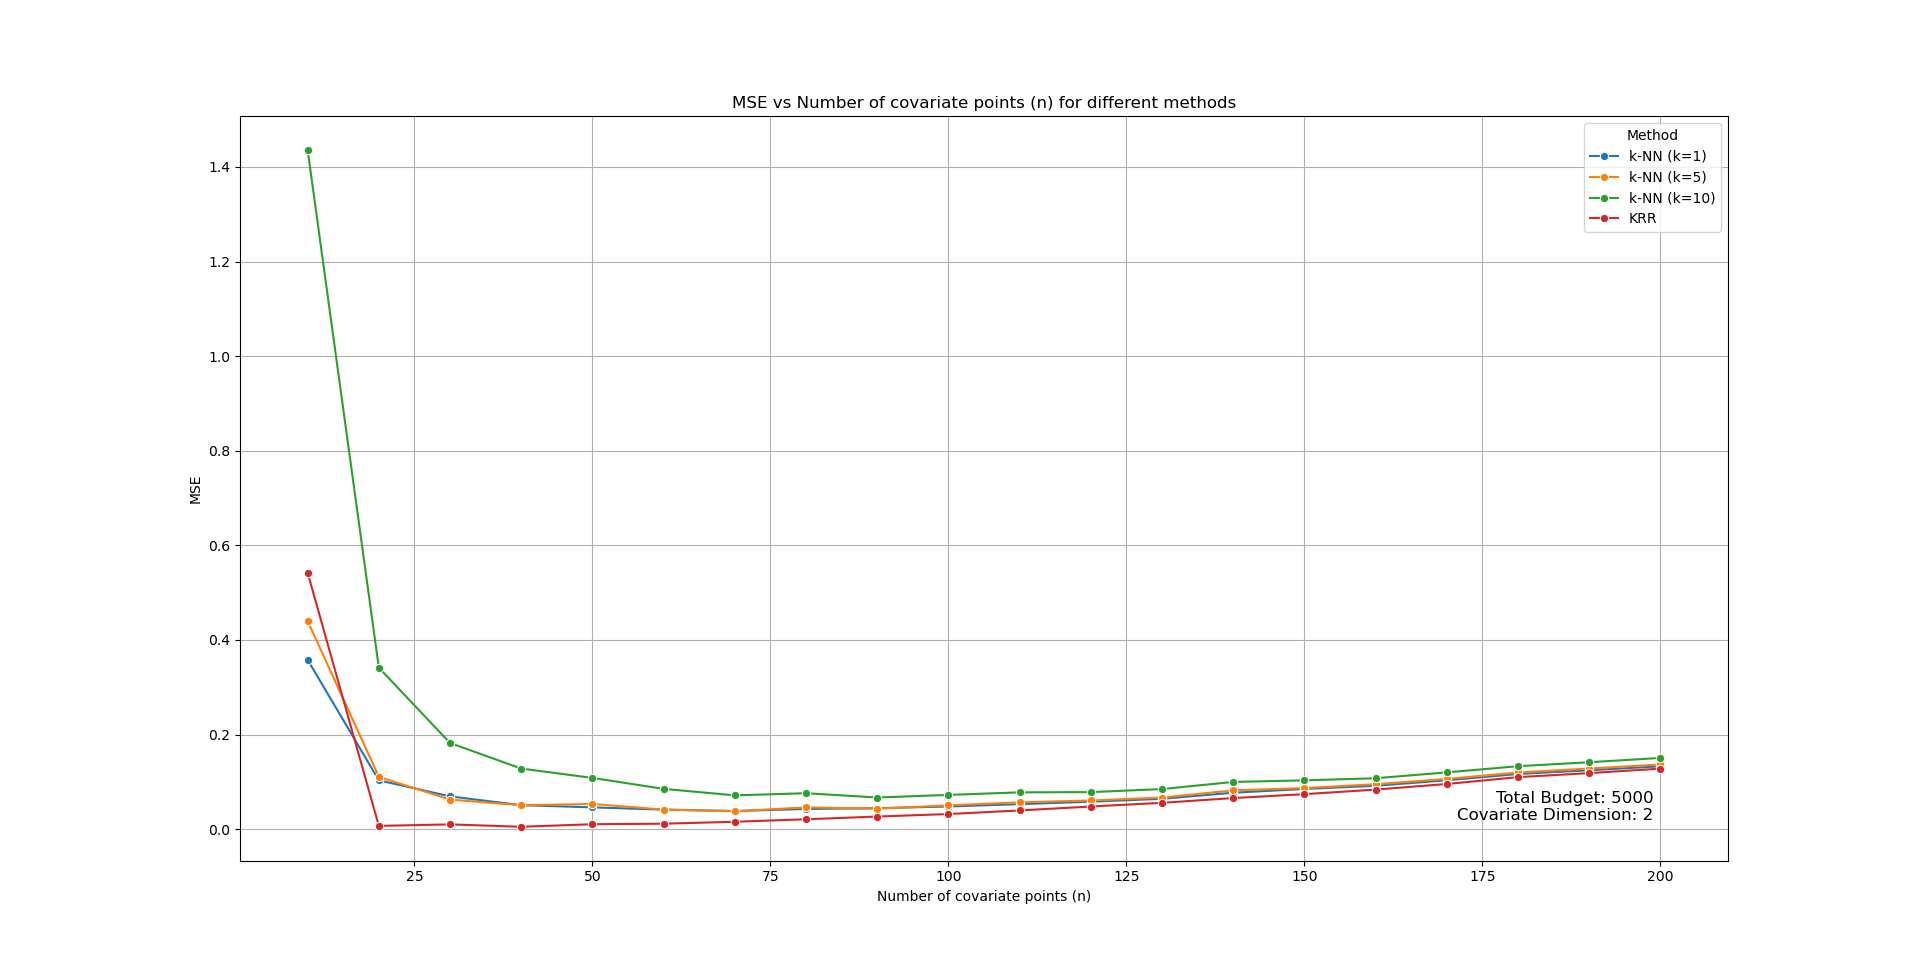 MSE vs Number of covariate points (n) for different methods
Method
k-NN (k=1)
k-NN (k=5)
k-NN (k=10)
KRR
1.4
1.2
1.0
0.8
0.6
0.4
0.2
0.0
MSE
Total Budget: 5000
Covariate Dimension: 2
25 50 75 100 125 150 175 200
Number of covariate points (n)